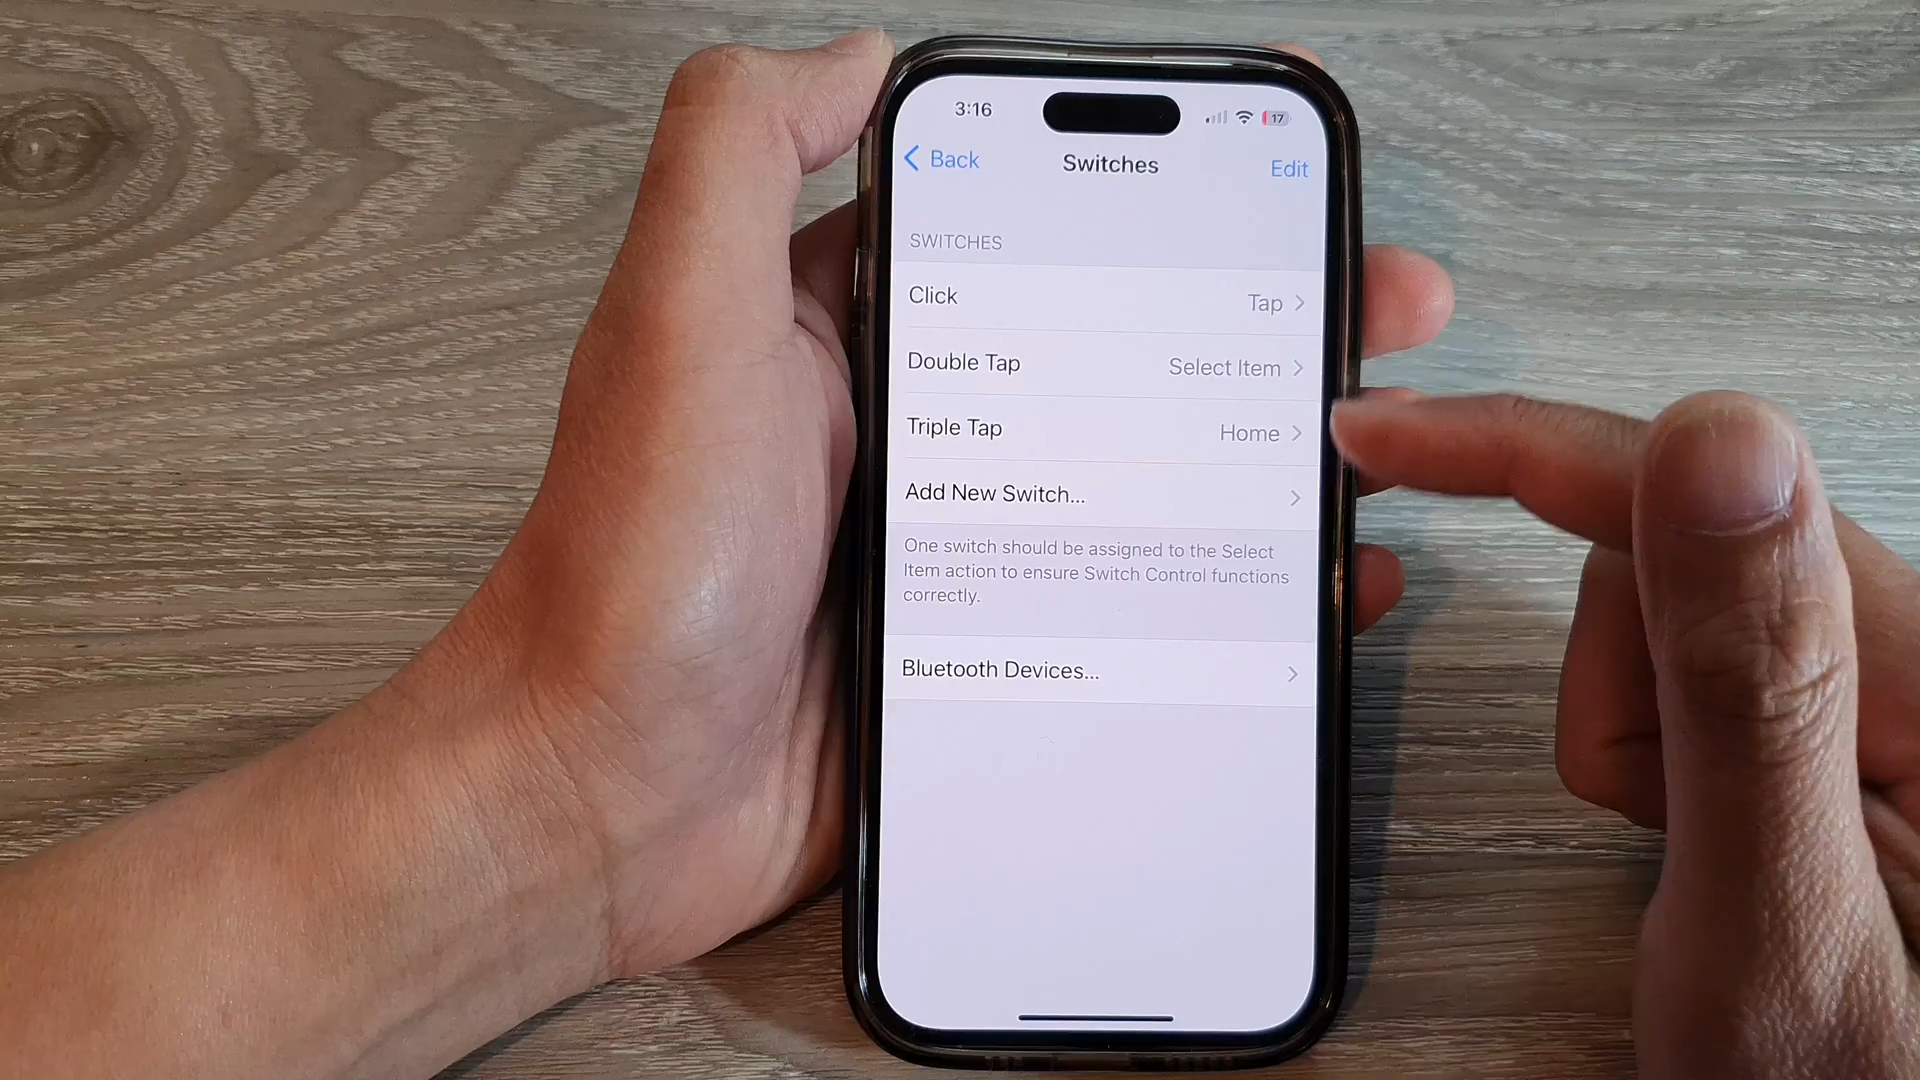 3:16
17
Back
Switches
Edit
SWITCHES
Click
Tap
Double Tap
Select Item
Triple Tap
Home
Add New Switch...
One switch should be assigned to the Select
Item action to ensure Switch Control functions
correctly.
Bluetooth Devices...